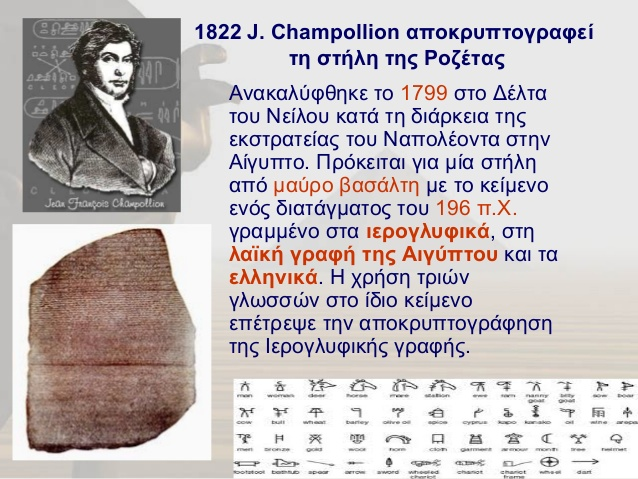 1822 J. Champollion αποκρυπτογραφεί
τη στήλη της Ροζέτας
Ανακαλύφθηκε το 1799 στο Δέλτα
του Νείλου κατά τη διάρκεια της
εκστρατείας του Ναπολέοντα στην
Αίγυπτο. Πρόκειται για μία στήλη
από μαύρο βασάλτη με το κείμενο
ενός διατάγματος του 196 π.Χ.
γραμμένο στα ιερογλυφικά, στη
λαϊκή γραφή της Αιγύπτου και τα
ελληνικά. Η χρήση τριών
γλωσσών στο ίδιο κείμενο
επέτρεψε την αποκρυπτογράφηση
της Ιερογλυφικής γραφής.
Jean François Champollion
man woman deer horse mare stallion ewe ram nanny goat billy goat sow boar
cow bull wheat barley olive oil spice cyprus kapo kanako olives wine
men bronze gold wool horn cloth garment armour month tree helmet
footstool bathtub spear arrow sword wheeled chariot chariot chariot frame wheel dart